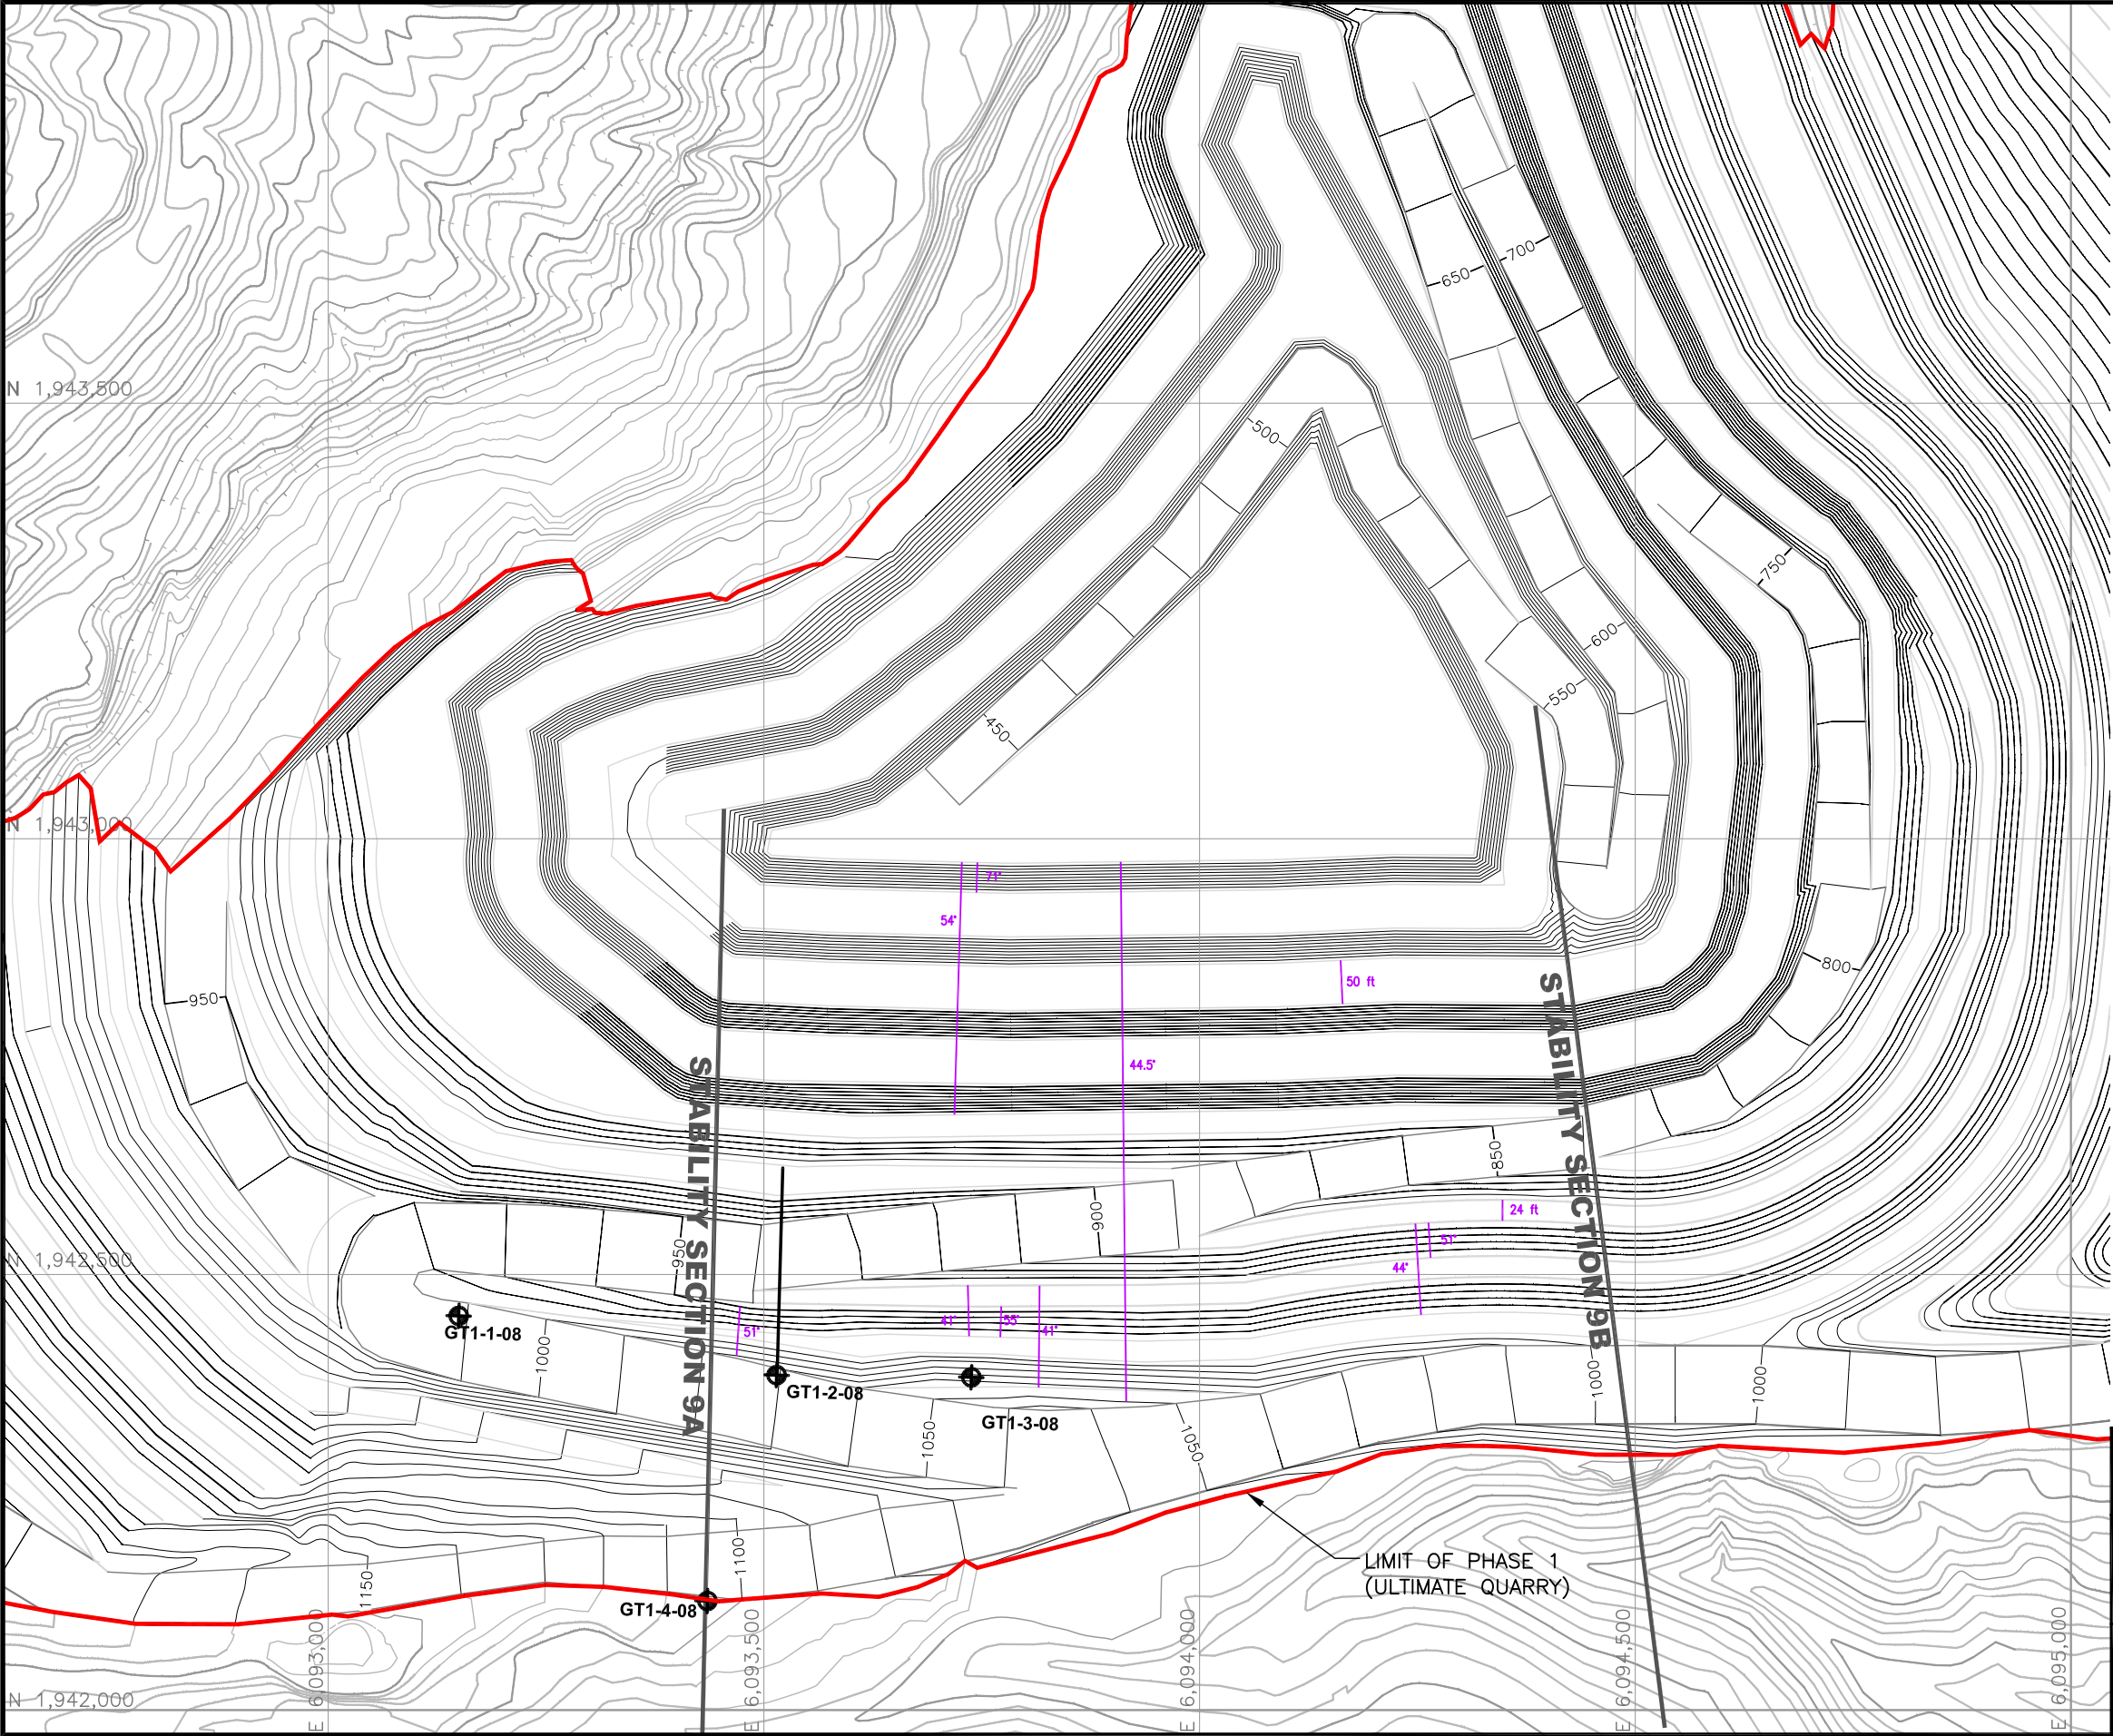 700
650
N 1,943,500
500
750
600
550
450
N 1,943,000
71°
54°
800
50 ft
950
STABILITY SECTION 9A
STABILITY SECTION 9B
44.5°
850
900
24 ft
950
51°
N 1,942,500
44°
41°
55°
41°
51°
GT1-1-08
1000
GT1-2-08
1000
1000
GT1-3-08
1050
1050
1100
1150
LIMIT OF PHASE 1
(ULTIMATE QUARRY)
GT1-4-08
E 6,093,000
E 6,093,500
E 6,094,000
E 6,094,500
E 6,095,000
N 1,942,000